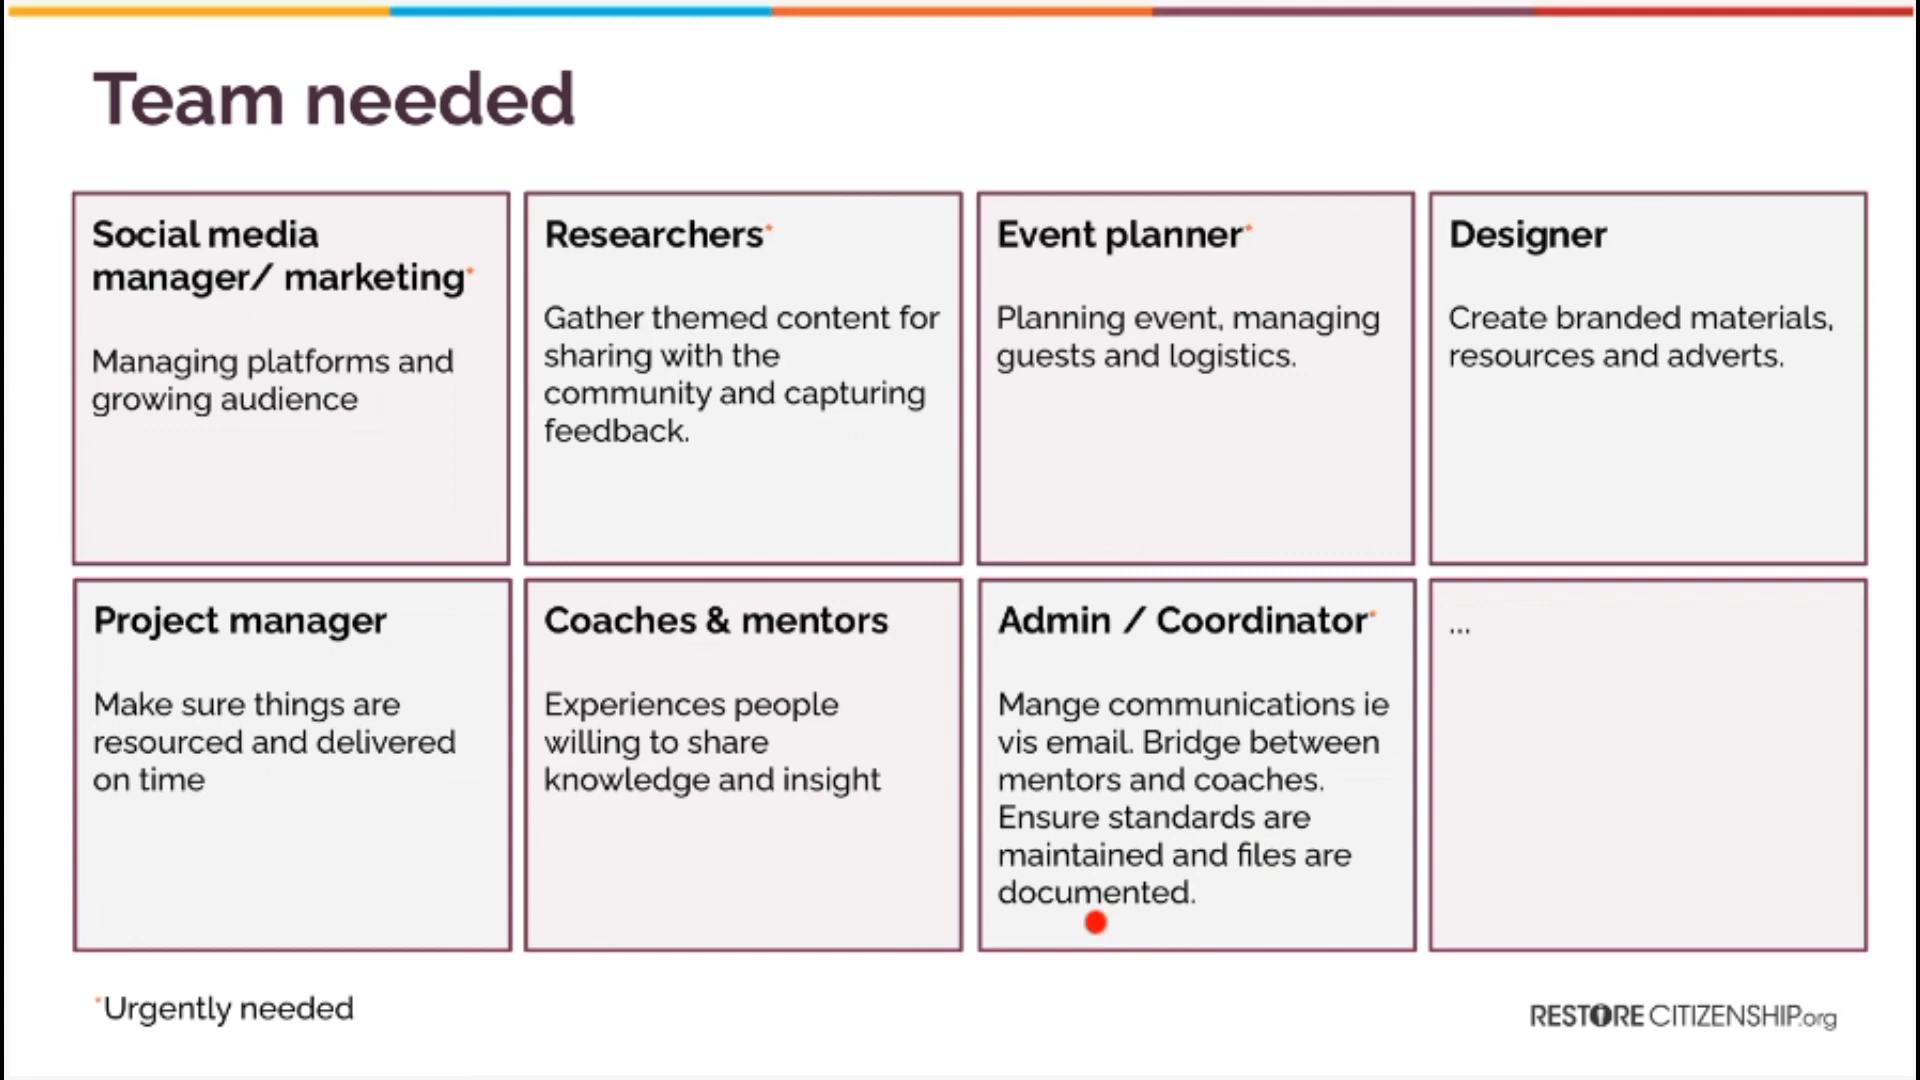 Team needed
Social media
manager/ marketing*
Managing platforms and
growing audience
Researchers*
Gather themed content for
sharing with the
community and capturing
feedback.
Event planner*
Planning event, managing
guests and logistics.
Designer
Create branded materials,
resources and adverts.
Project manager
Make sure things are
resourced and delivered
on time
Coaches & mentors
Experiences people
willing to share
knowledge and insight
Admin / Coordinator*
Mange communications ie
vis email. Bridge between
mentors and coaches.
Ensure standards are
maintained and files are
documented.
...
*Urgently needed
RESTORE CITIZENSHIP.org